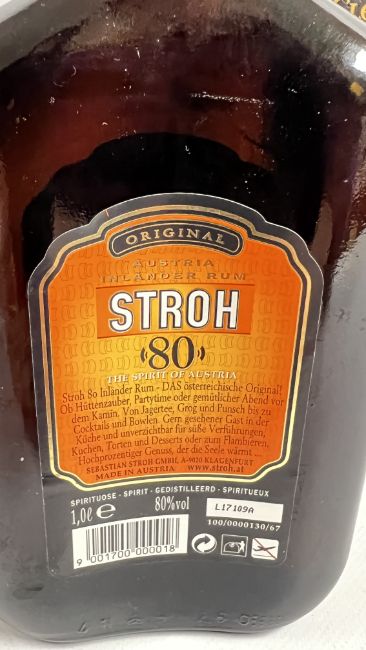 ORIGINAL
AUSTRIA
INLÄNDER RUM
STROH
80
THE SPIRIT OF AUSTRIA
Stroh 80 Inländer Rum - DAS österreichische Original!
Ob Hüttenzauber, Partytime oder gemütlicher Abend vor
dem Kamin. Von Jagertee, Grog und Punsch bis zu
Cocktails und Bowlen. Gern gesehener Gast in der
Küche und unverzichtbar für süße Verführungen,
Kuchen, Torten und Desserts oder zum Flambieren.
Hochprozentiger Genuss, der die Seele wärmt ...
SEBASTIAN STROH GMBH, A-9020 KLAGENFURT
MADE IN AUSTRIA www.stroh.at
SPIRITUOSE - SPIRIT - GEDISTILLEERD - SPIRITUEUX
1,0 ℓ e 80%vol
L17109A
100/0000130/67
9 001700 000018